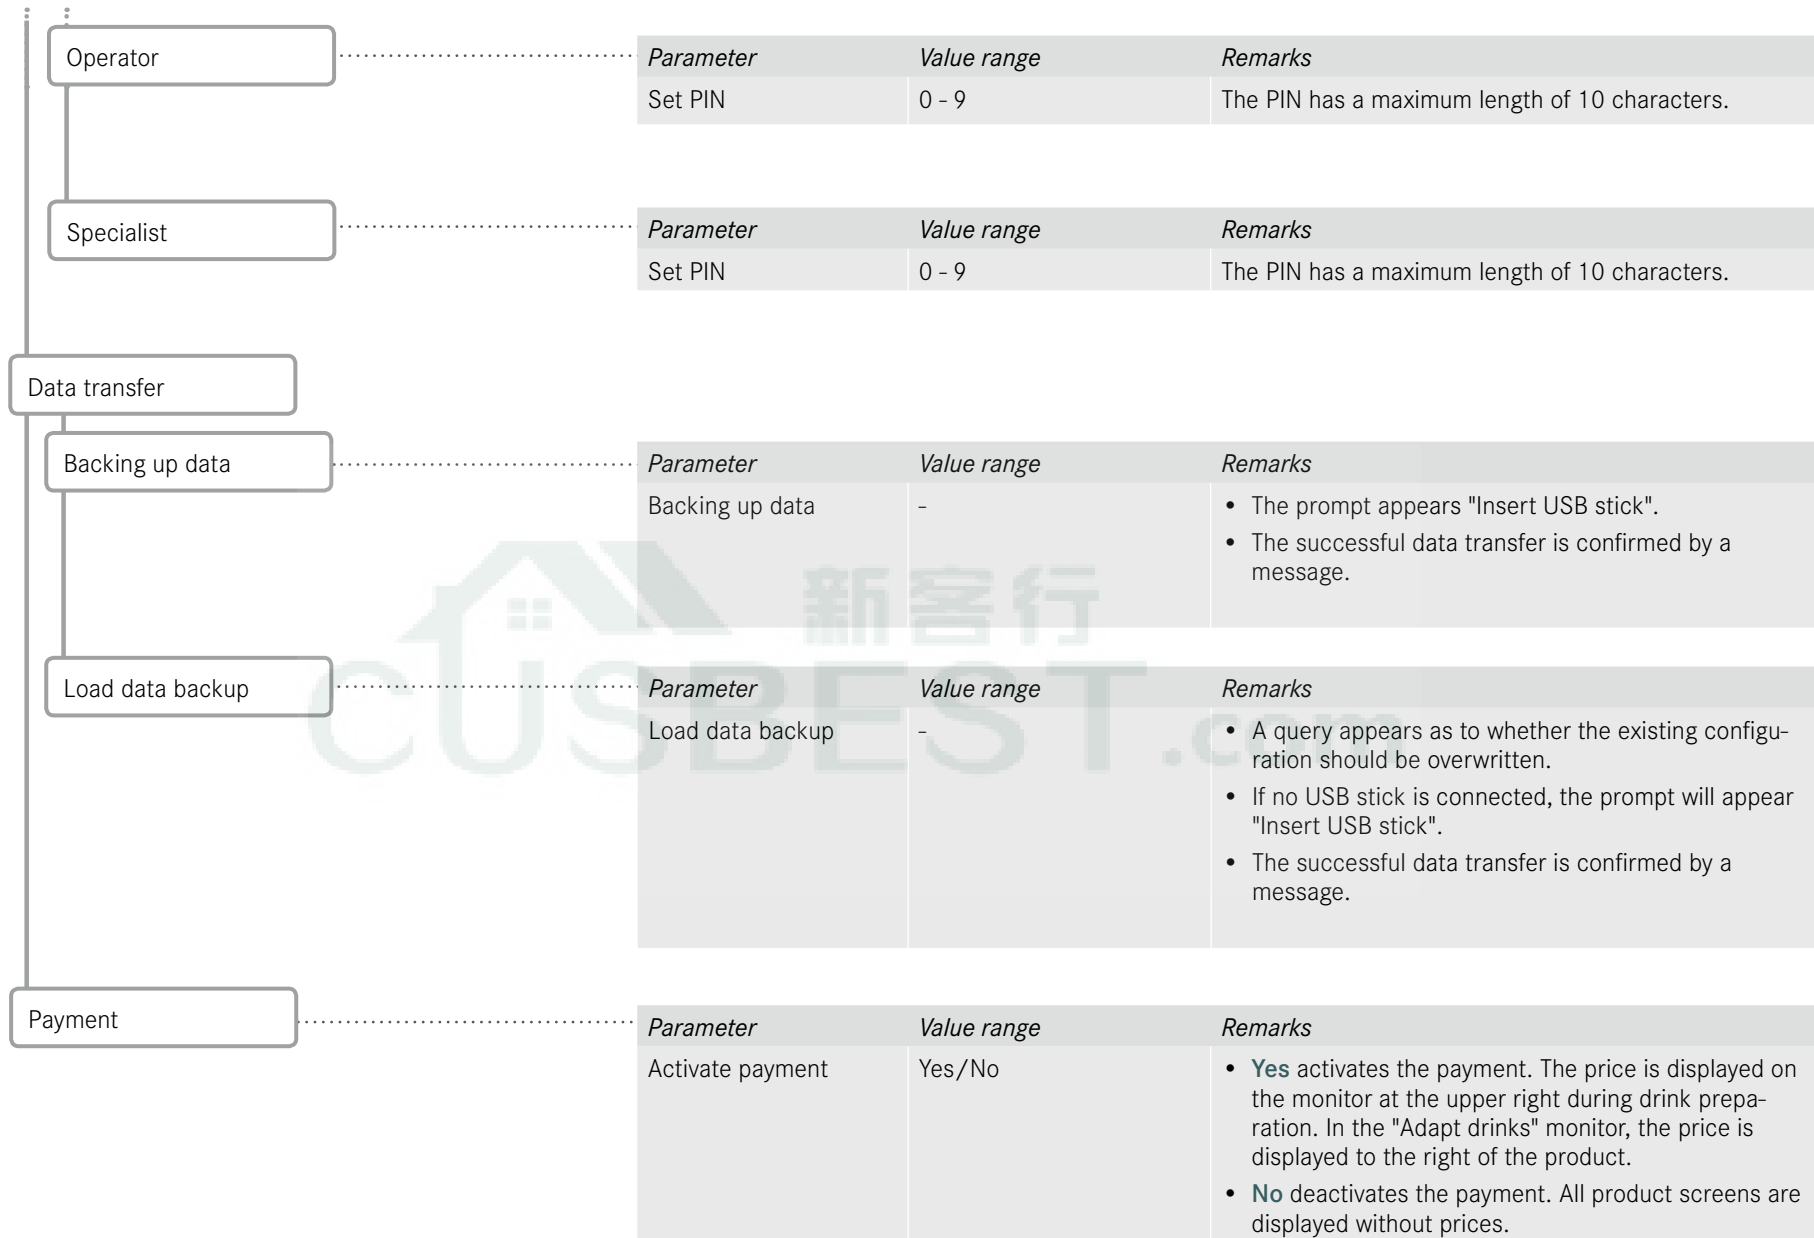 Operator
Parameter Value range Remarks
Set PIN 0 - 9 The PIN has a maximum length of 10 characters.
Specialist
Parameter Value range Remarks
Set PIN 0 - 9 The PIN has a maximum length of 10 characters.
Data transfer
Backing up data
Parameter Value range Remarks
Backing up data - • The prompt appears "Insert USB stick".
• The successful data transfer is confirmed by a
message.
新客行
CUSBEST.com
Load data backup
Parameter Value range Remarks
Load data backup - • A query appears as to whether the existing configu-
ration should be overwritten.
• If no USB stick is connected, the prompt will appear
"Insert USB stick".
• The successful data transfer is confirmed by a
message.
Payment
Parameter Value range Remarks
Activate payment Yes/No • Yes activates the payment. The price is displayed on
the monitor at the upper right during drink prepa-
ration. In the "Adapt drinks" monitor, the price is
displayed to the right of the product.
• No deactivates the payment. All product screens are
displayed without prices.